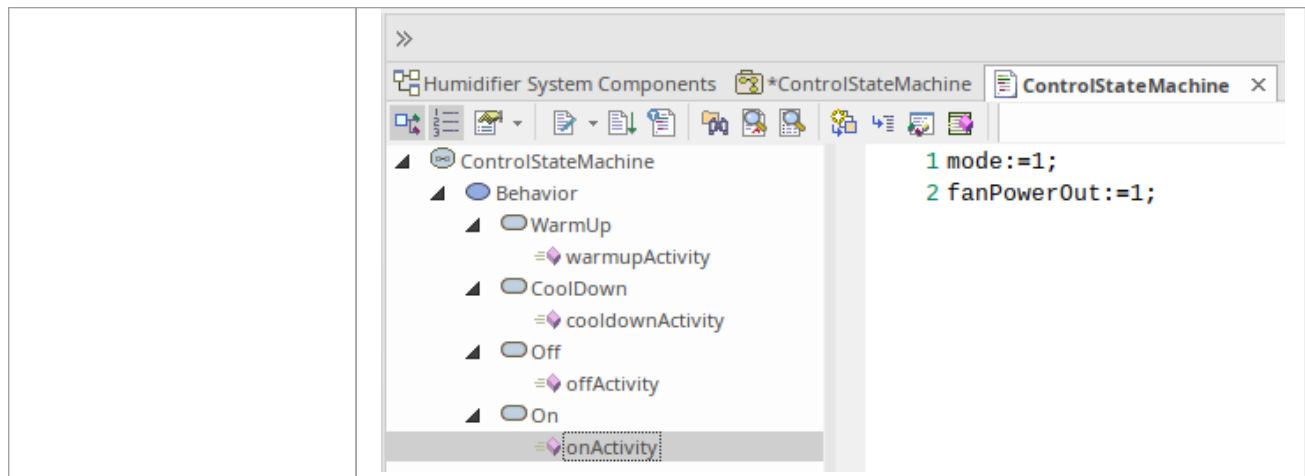 »
Humidifier System Components *ControlStateMachine ControlStateMachine ×
ControlStateMachine
Behavior
WarmUp
warmupActivity
CoolDown
cooldownActivity
Off
offActivity
On
onActivity
1 mode:=1;
2 fanPowerOut:=1;